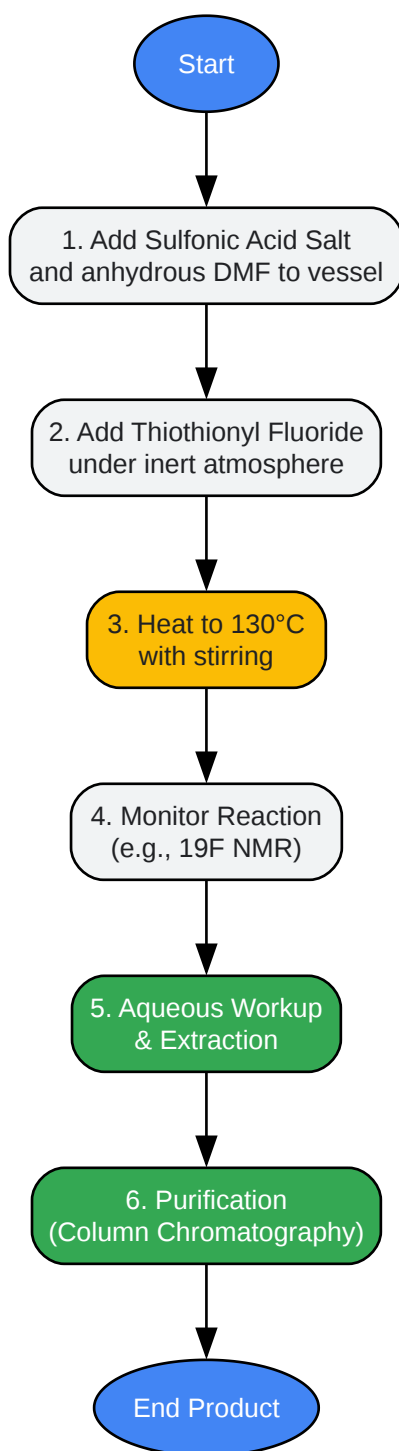 Start
1. Add Sulfonic Acid Salt
and anhydrous DMF to vessel
2. Add Thiothionyl Fluoride
under inert atmosphere
3. Heat to 130°C
with stirring
4. Monitor Reaction
(e.g., 19F NMR)
5. Aqueous Workup
& Extraction
6. Purification
(Column Chromatography)
End Product